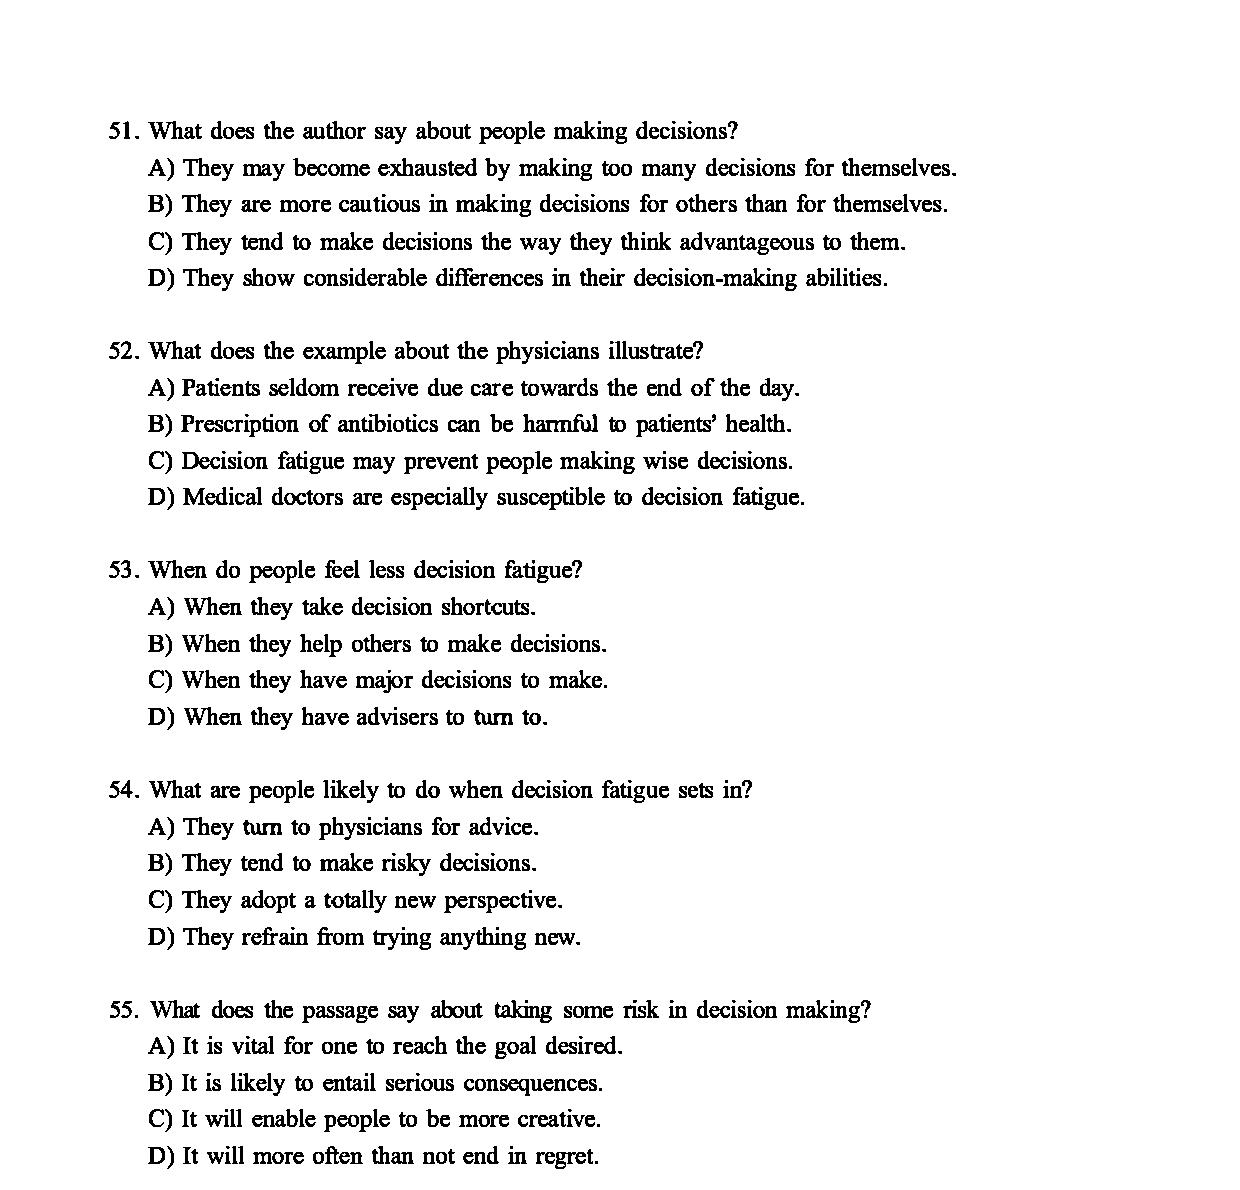 51. What does the author say about people making decisions?
A) They may become exhausted by making too many decisions for themselves.
B) They are more cautious in making decisions for others than for themselves.
C) They tend to make decisions the way they think advantageous to them.
D) They show considerable differences in their decision-making abilities.
52. What does the example about the physicians illustrate?
A) Patients seldom receive due care towards the end of the day.
B) Prescription of antibiotics can be harmful to patients’ health.
C) Decision fatigue may prevent people making wise decisions.
D) Medical doctors are especially susceptible to decision fatigue.
53. When do people feel less decision fatigue?
A) When they take decision shortcuts.
B) When they help others to make decisions.
C) When they have major decisions to make.
D) When they have advisers to turn to.
54. What are people likely to do when decision fatigue sets in?
A) They turn to physicians for advice.
B) They tend to make risky decisions.
C) They adopt a totally new perspective.
D) They refrain from trying anything new.
55. What does the passage say about taking some risk in decision making?
A) It is vital for one to reach the goal desired.
B) It is likely to entail serious consequences.
C) It will enable people to be more creative.
D) It will more often than not end in regret.